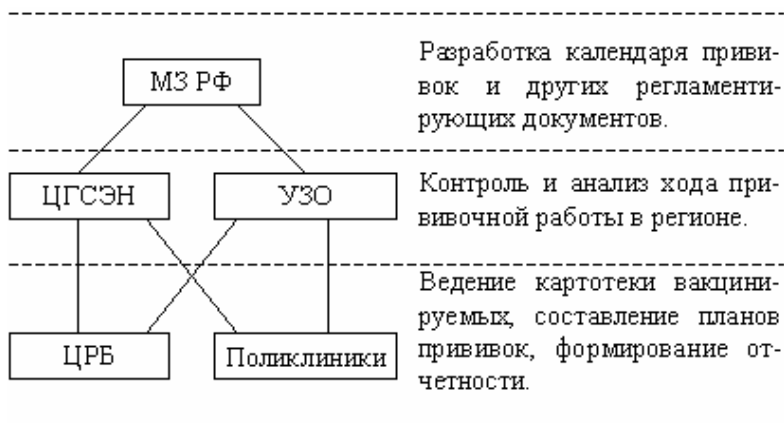 МЗ РФ
Разработка календаря приви-
вок и других регламенти-
рующих документов.
ЦГСЭН
УЗО
Контроль и анализ хода при-
вивочной работы в регионе.
ЦРБ
Поликлиники
Ведение картотеки вакцини-
руемых, составление планов
прививок, формирование от-
четности.